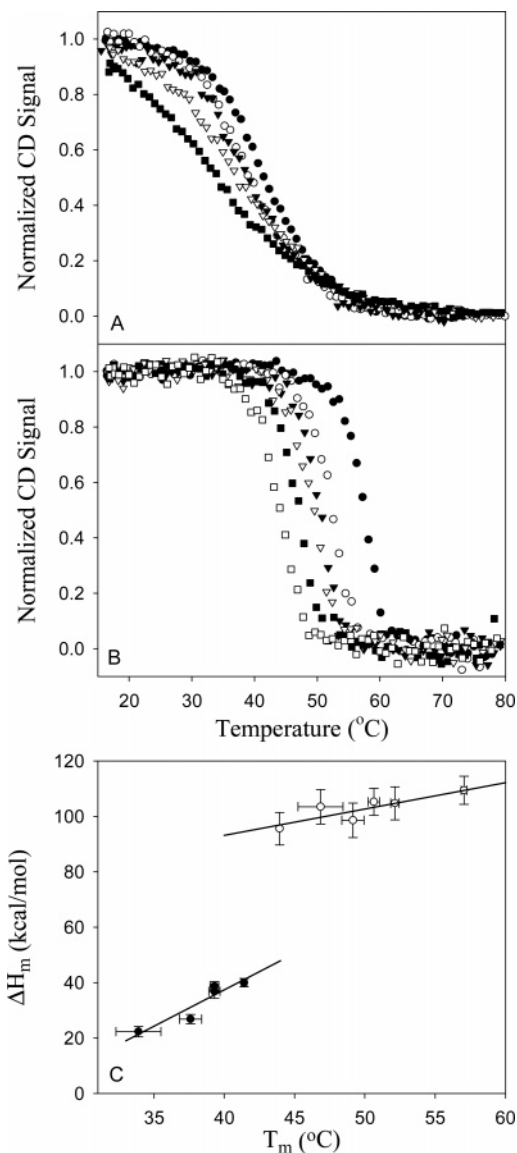 1.0
0.8
0.6
0.4
0.2
0.0
Normalized CD Signal
A
1.0
0.8
0.6
0.4
0.2
0.0
Normalized CD Signal
B
20 30 40 50 60 70 80
Temperature (°C)
120
100
80
60
40
20
0
ΔHm (kcal/mol)
C
35 40 45 50 55 60
Tm (°C)